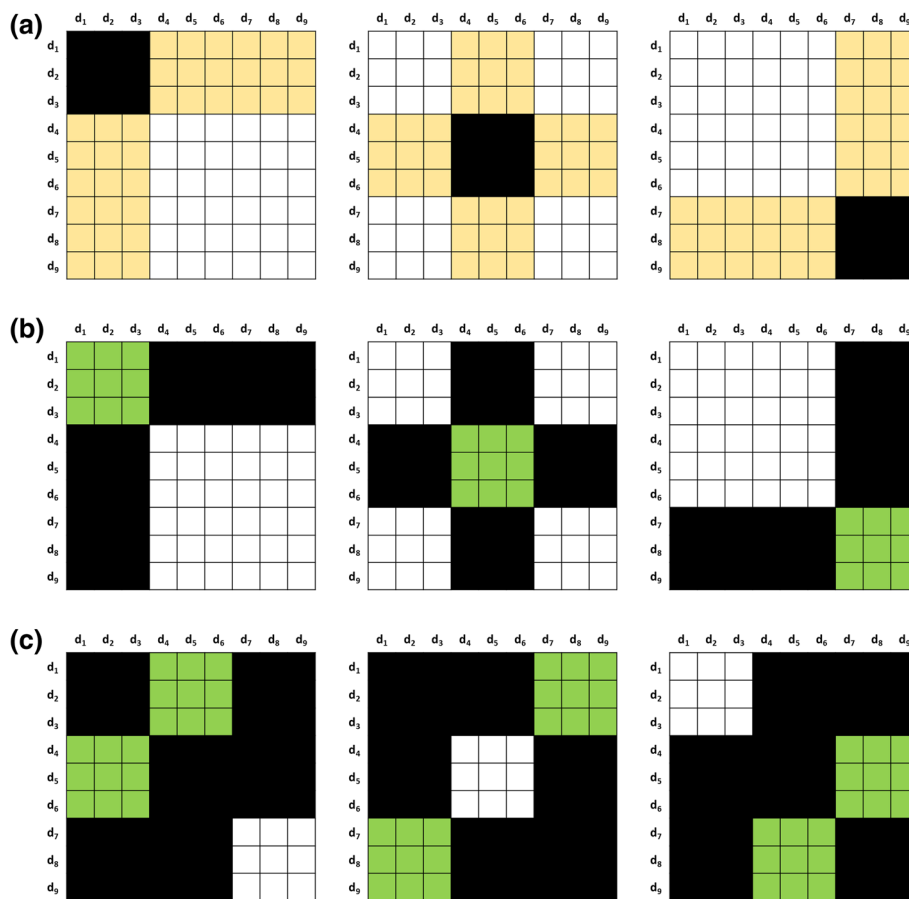 (a)
d₁ d₂ d₃ d₄ d₅ d₆ d₇ d₈ d₉
d₁
d₂
d₃
d₄
d₅
d₆
d₇
d₈
d₉
d₁ d₂ d₃ d₄ d₅ d₆ d₇ d₈ d₉
d₁
d₂
d₃
d₄
d₅
d₆
d₇
d₈
d₉
d₁ d₂ d₃ d₄ d₅ d₆ d₇ d₈ d₉
d₁
d₂
d₃
d₄
d₅
d₆
d₇
d₈
d₉
(b)
d₁ d₂ d₃ d₄ d₅ d₆ d₇ d₈ d₉
d₁
d₂
d₃
d₄
d₅
d₆
d₇
d₈
d₉
d₁ d₂ d₃ d₄ d₅ d₆ d₇ d₈ d₉
d₁
d₂
d₃
d₄
d₅
d₆
d₇
d₈
d₉
d₁ d₂ d₃ d₄ d₅ d₆ d₇ d₈ d₉
d₁
d₂
d₃
d₄
d₅
d₆
d₇
d₈
d₉
(c)
d₁ d₂ d₃ d₄ d₅ d₆ d₇ d₈ d₉
d₁
d₂
d₃
d₄
d₅
d₆
d₇
d₈
d₉
d₁ d₂ d₃ d₄ d₅ d₆ d₇ d₈ d₉
d₁
d₂
d₃
d₄
d₅
d₆
d₇
d₈
d₉
d₁ d₂ d₃ d₄ d₅ d₆ d�7 d₈ d₉
d₁
d₂
d₃
d₄
d₅
d₆
d₇
d₈
d₉